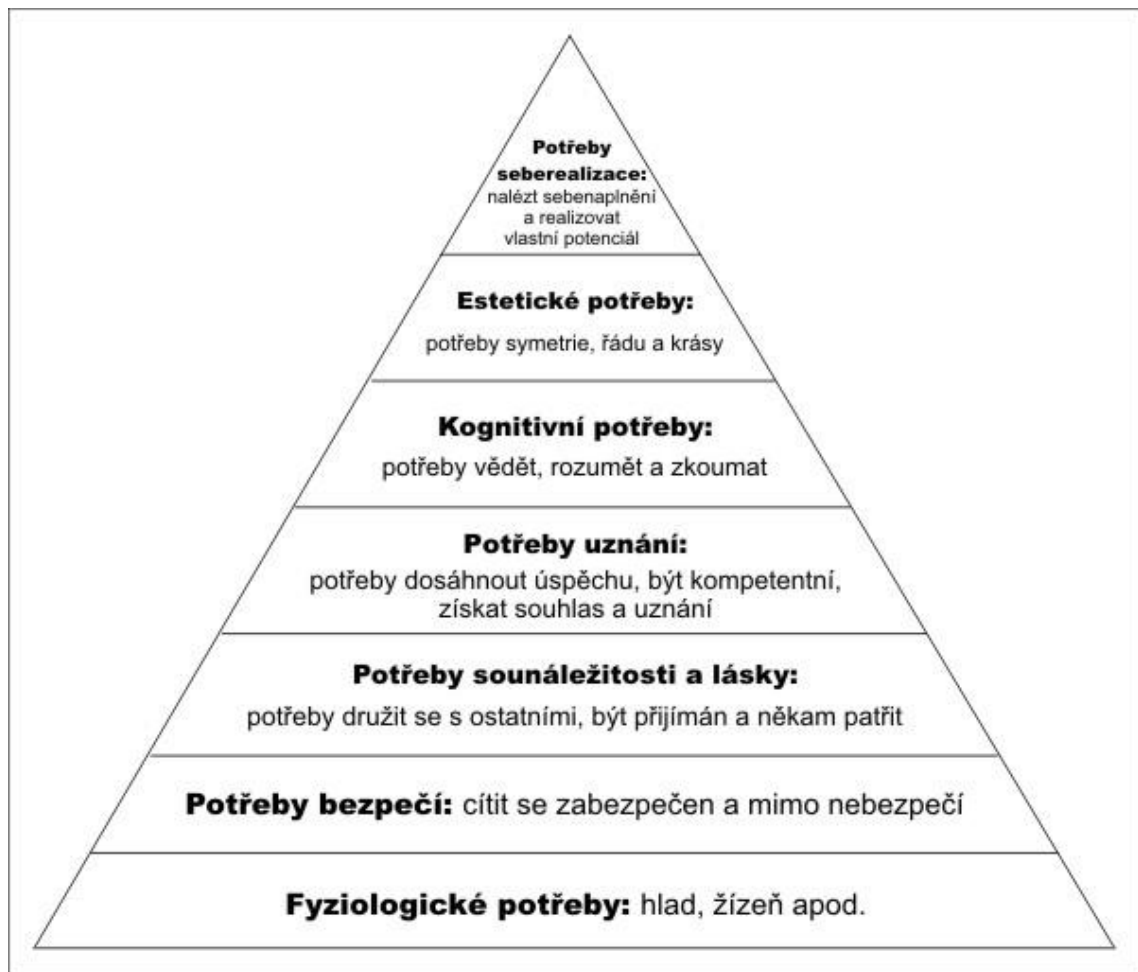 Potřeby
seberealizace:
nalézt sebenaplnění
a realizovat
vlastní potenciál
Estetické potřeby:
potřeby symetrie, řádu a krásy
Kognitivní potřeby:
potřeby vědět, rozumět a zkoumat
Potřeby uznání:
potřeby dosáhnout úspěchu, být kompetentní,
získat souhlas a uznání
Potřeby sounáležitosti a lásky:
potřeby družit se s ostatními, být přijímán a někam patřit
Potřeby bezpečí: cítit se zabezpečen a mimo nebezpečí
Fyziologické potřeby: hlad, žízeň apod.